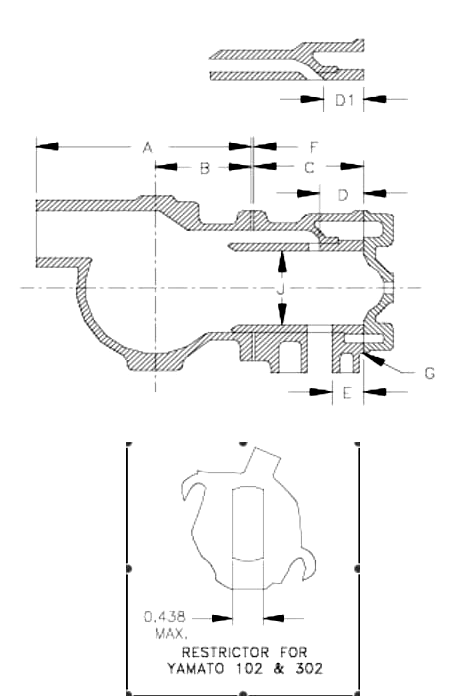 D1
A
F
B
C
D
J
G
E
0.438
MAX.
RESTRICTOR FOR
YAMATO 102 & 302